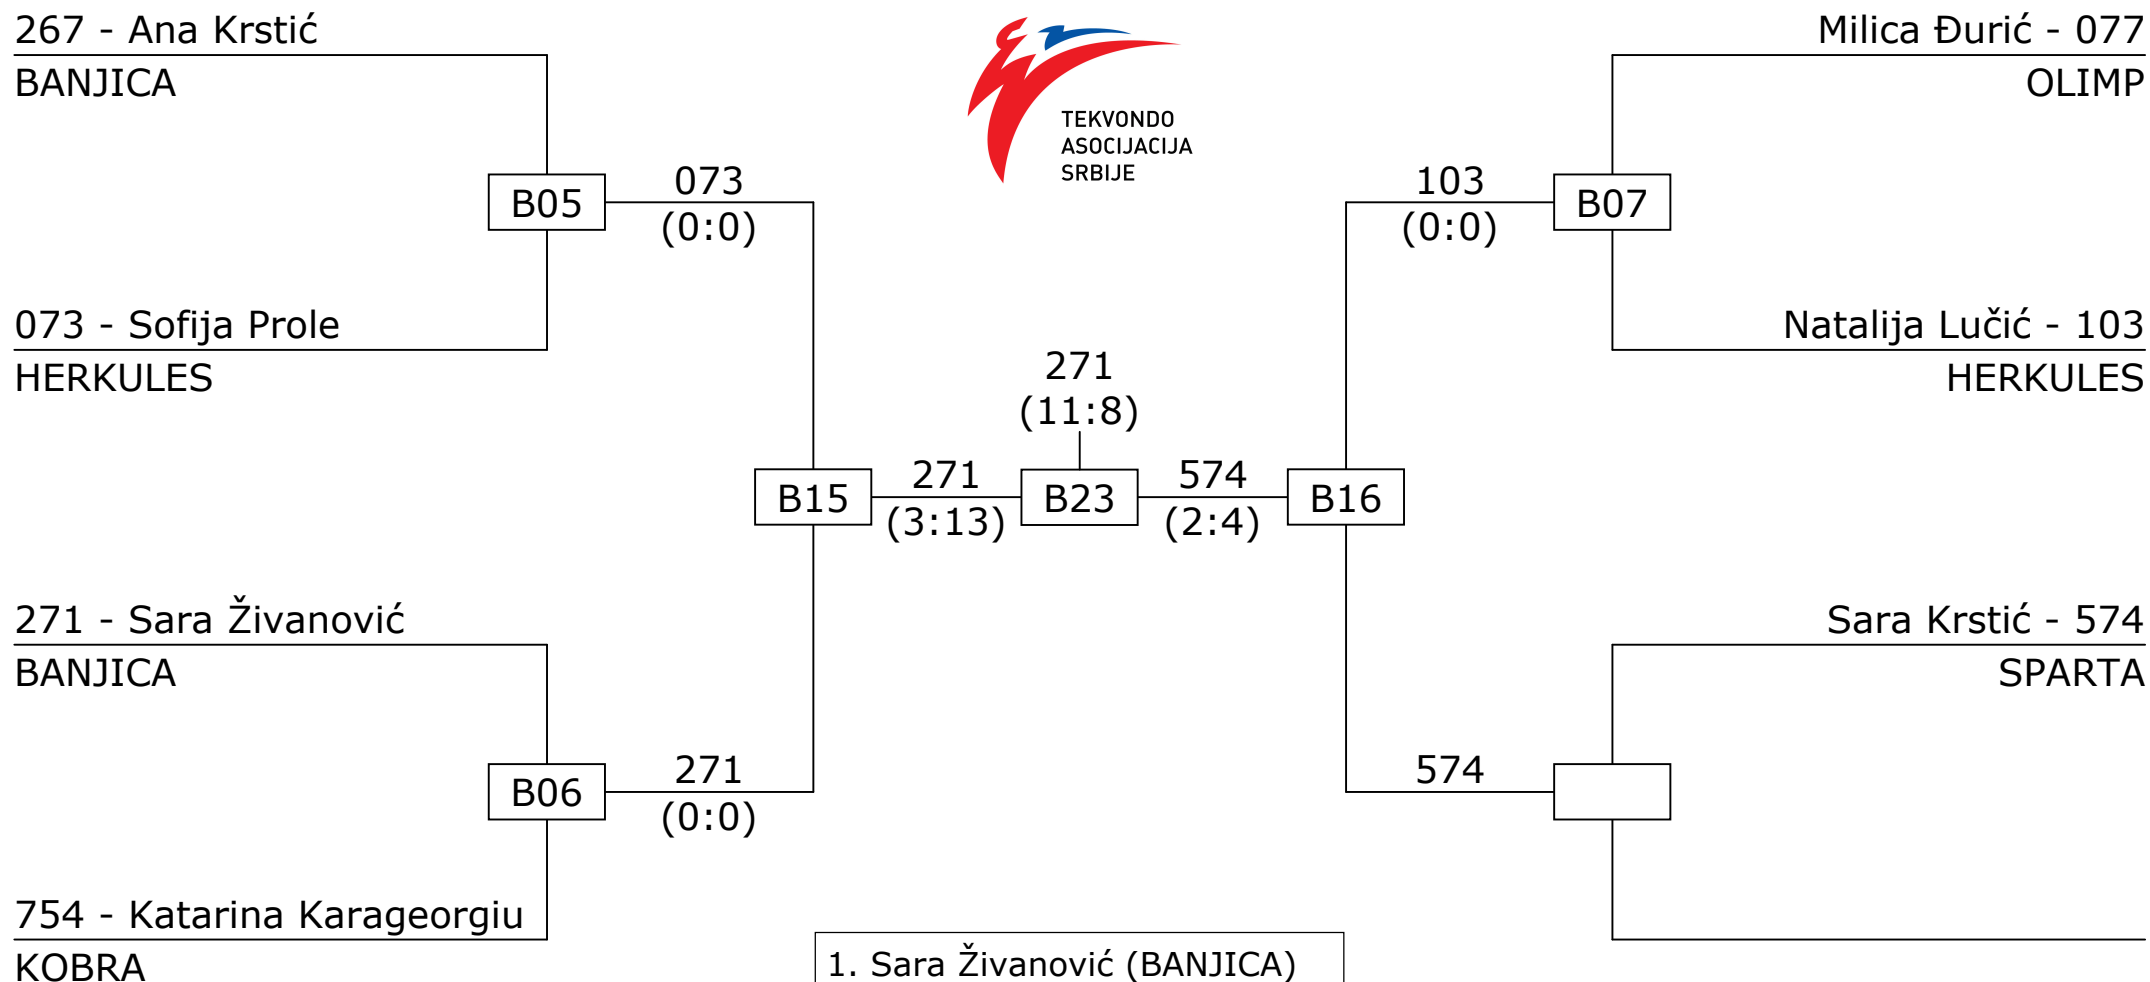 267 - Ana Krstić
BANJICA
Milica Đurić - 077
OLIMP
TEKVONDO
ASOCIJACIJA
SRBIJE
B05
073
(0:0)
103
(0:0)
B07
073 - Sofija Prole
HERKULES
Natalija Lučić - 103
HERKULES
271
(11:8)
B15
271
(3:13)
B23
574
(2:4)
B16
271 - Sara Živanović
BANJICA
Sara Krstić - 574
SPARTA
B06
271
(0:0)
574
754 - Katarina Karageorgiu
KOBRA
1. Sara Živanović (BANJICA)